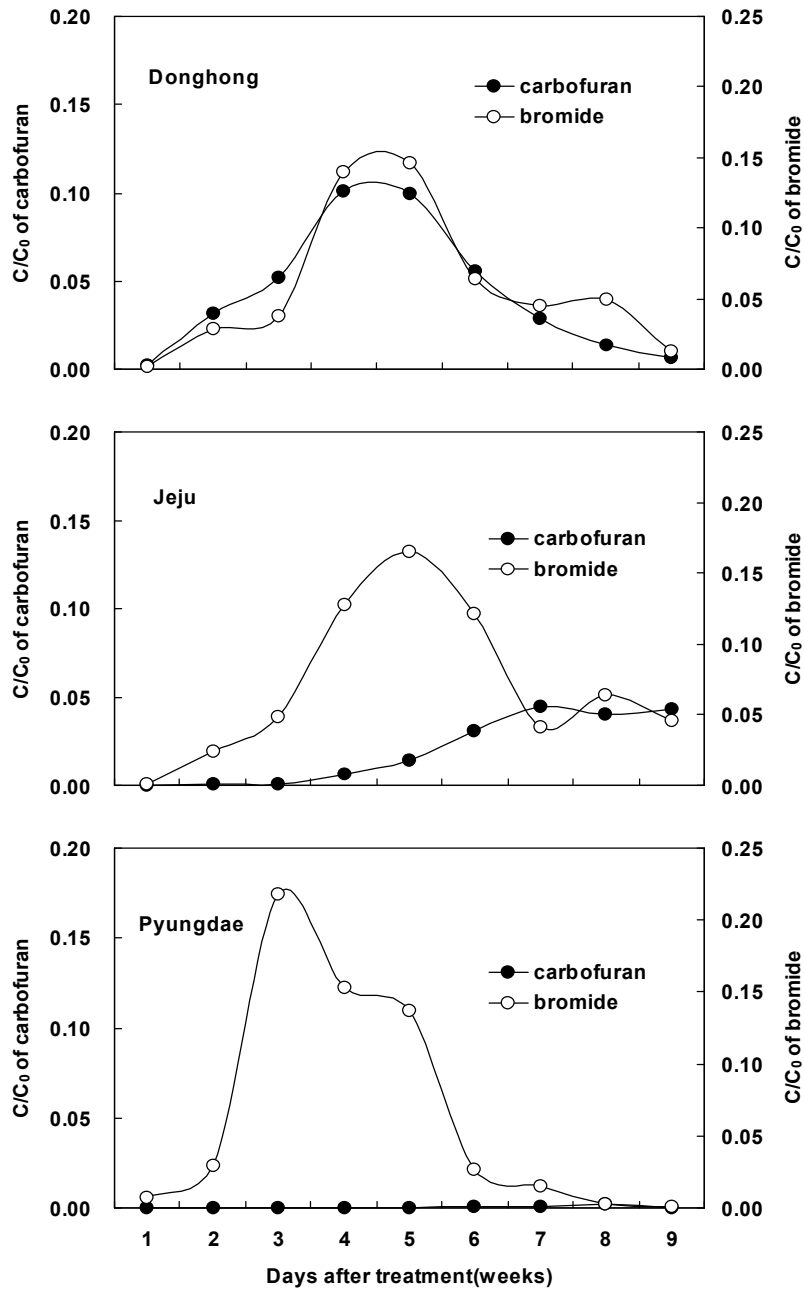 Donghong
carbofuran
bromide
C/C₀ of carbofuran
0.20
0.15
0.10
0.05
0.00
C/C₀ of bromide
0.25
0.20
0.15
0.10
0.05
0.00
Jeju
carbofuran
bromide
C/C₀ of carbofuran
0.20
0.15
0.10
0.05
0.00
C/C₀ of bromide
0.25
0.20
0.15
0.10
0.05
0.00
Pyungdae
carbofuran
bromide
C/C₀ of carbofuran
0.20
0.15
0.10
0.05
0.00
C/C₀ of bromide
0.25
0.20
0.15
0.10
0.05
0.00
1 2 3 4 5 6 7 8 9
Days after treatment(weeks)